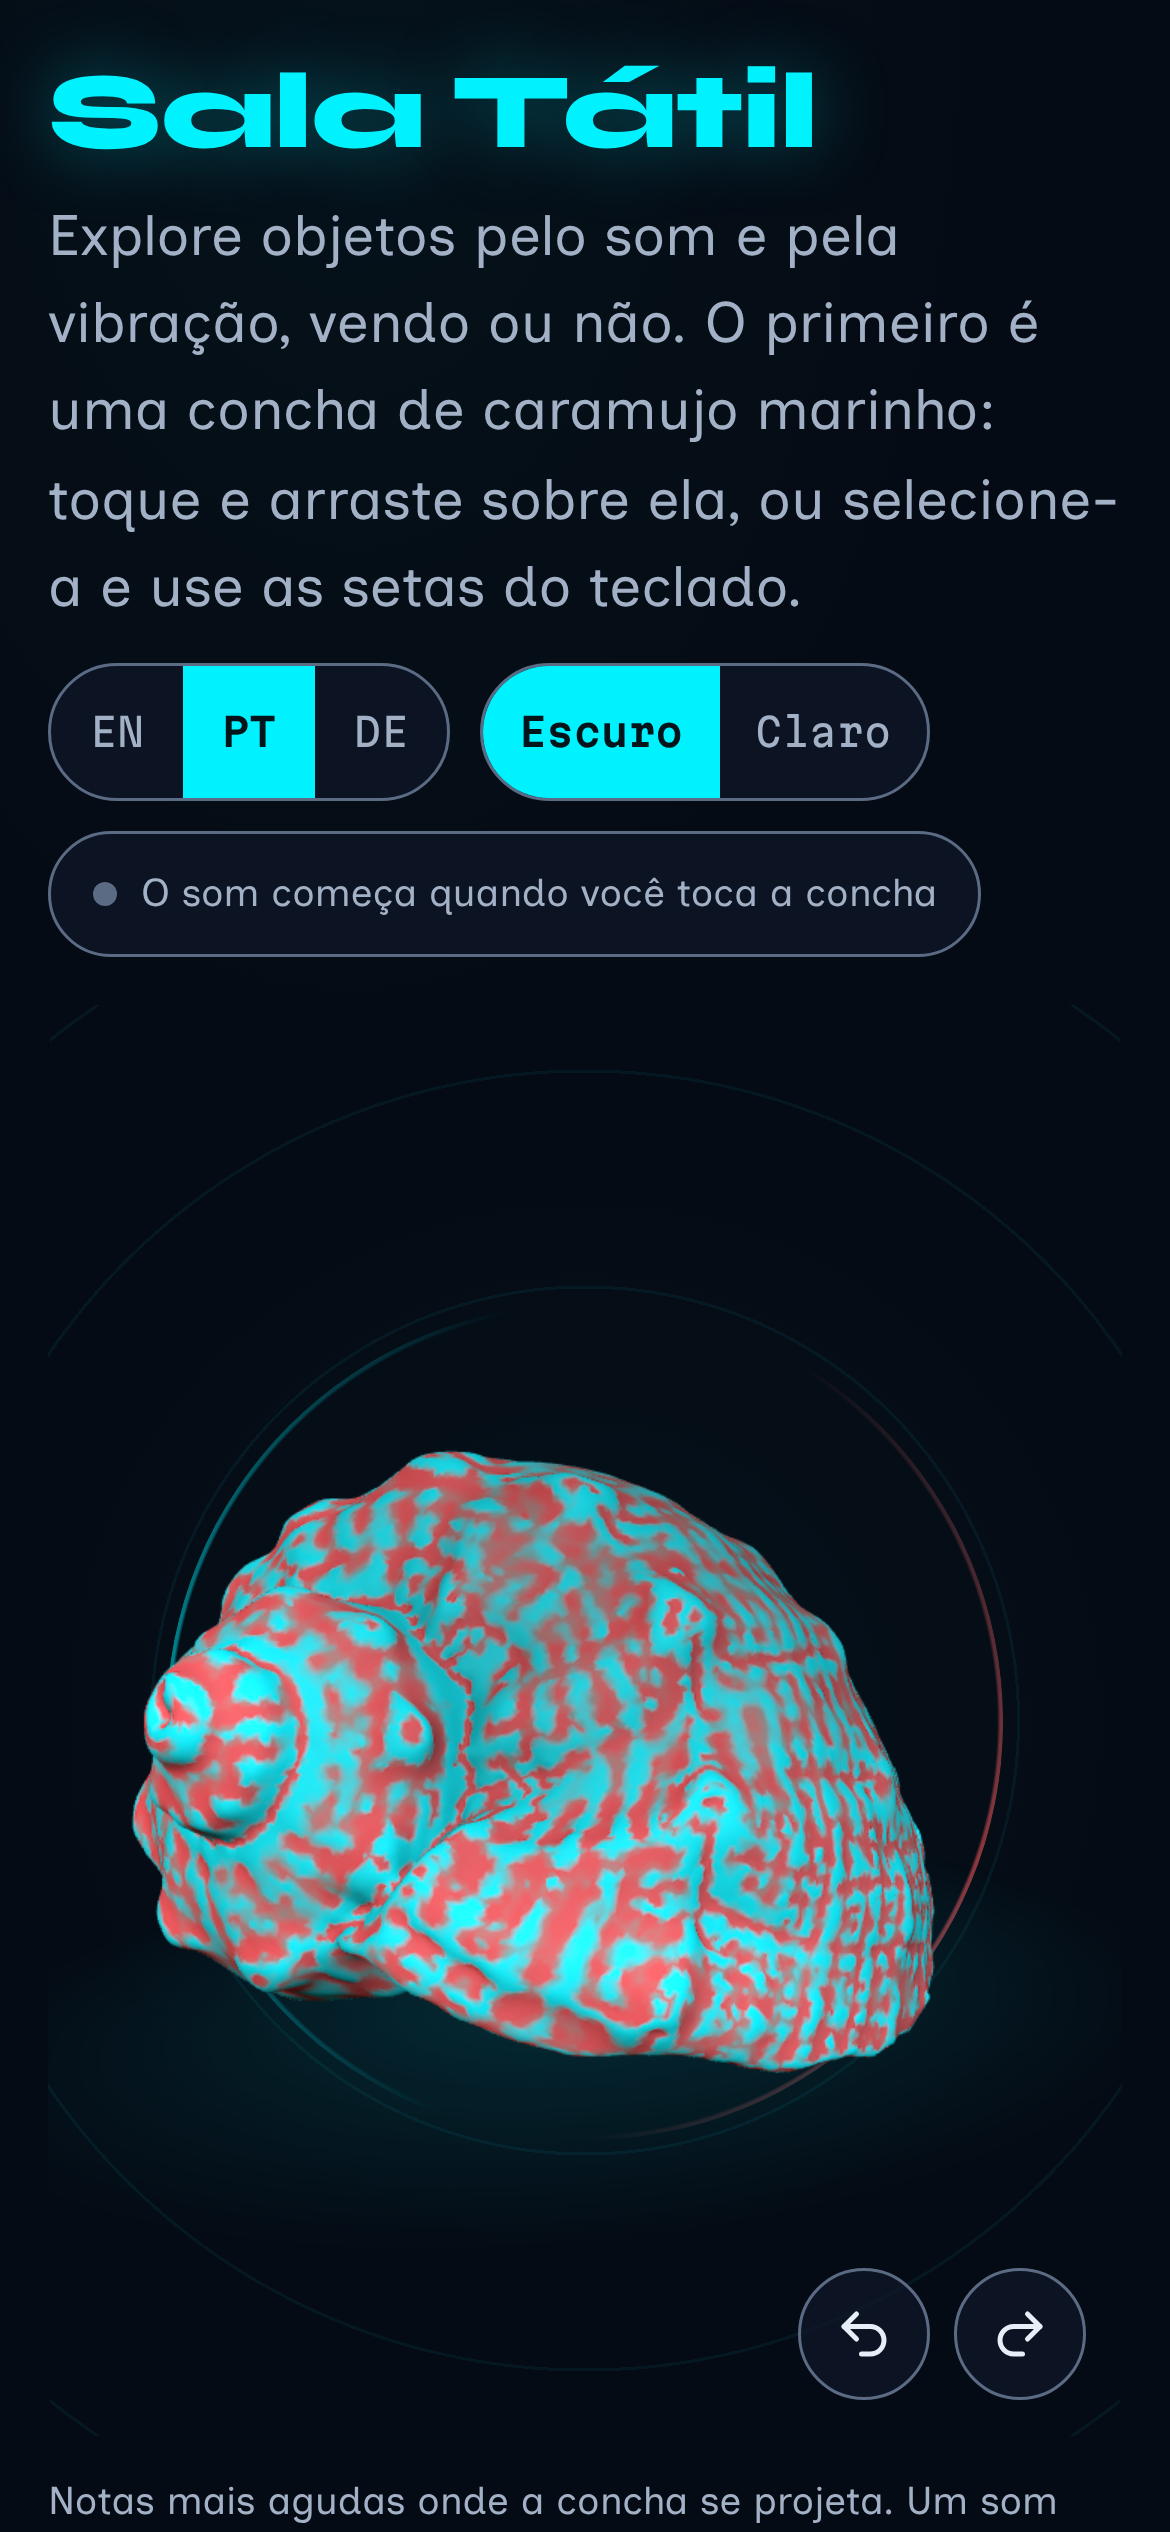 Sala Tátil
Explore objetos pelo som e pela
vibração, vendo ou não. O primeiro é
uma concha de caramujo marinho:
toque e arraste sobre ela, ou selecione-
a e use as setas do teclado.
EN PT DE Escuro Claro
O som começa quando você toca a concha
Notas mais agudas onde a concha se projeta. Um som